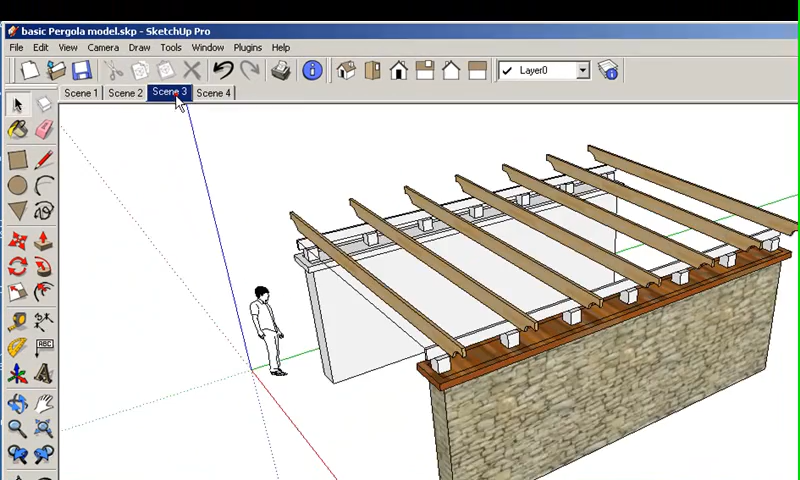 basic Pergola model.skp - SketchUp Pro
File Edit View Camera Draw Tools Window Plugins Help
Layer0
Scene 1 Scene 2 Scene 3 Scene 4
ABC
A